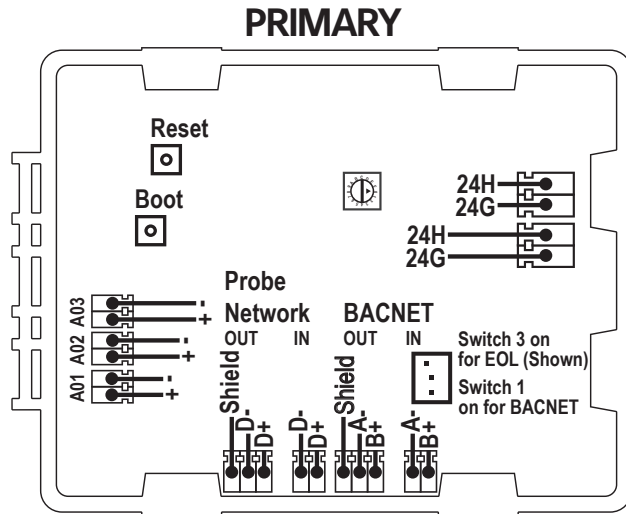 PRIMARY
Reset
Boot
24H
24G
24H
24G
Probe
Network
BACNET
OUT
IN
OUT
IN
A03
-
+
A02
-
+
A01
-
+
Switch 3 on
for EOL (Shown)
Switch 1
on for BACNET
Shield
D-
D+
D-
D+
Shield
A-
B+
A-
B+